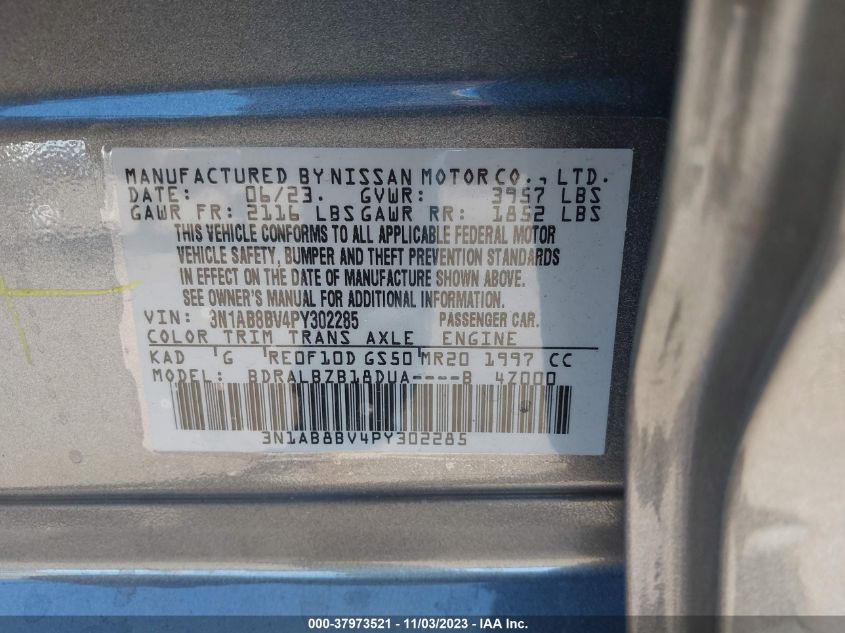 MANUFACTURED BY NISSAN MOTOR CO., LTD.
DATE: 06/23. GVWR: 3957 LBS
GAWR FR: 2116 LBS GAWR RR: 1852 LBS
THIS VEHICLE CONFORMS TO ALL APPLICABLE FEDERAL MOTOR
VEHICLE SAFETY, BUMPER AND THEFT PREVENTION STANDARDS
IN EFFECT ON THE DATE OF MANUFACTURE SHOWN ABOVE.
SEE OWNER'S MANUAL FOR ADDITIONAL INFORMATION.
VIN: 3N1AB8BV4PY302285 PASSENGER CAR.
COLOR TRIM TRANS AXLE ENGINE
KAD G RE0F10D GS50 MR20 1997 CC
MODEL: BDRALBZB18DUA----B 4Z000
3N1AB8BV4PY302285
000-37973521 - 11/03/2023 - IAA Inc.